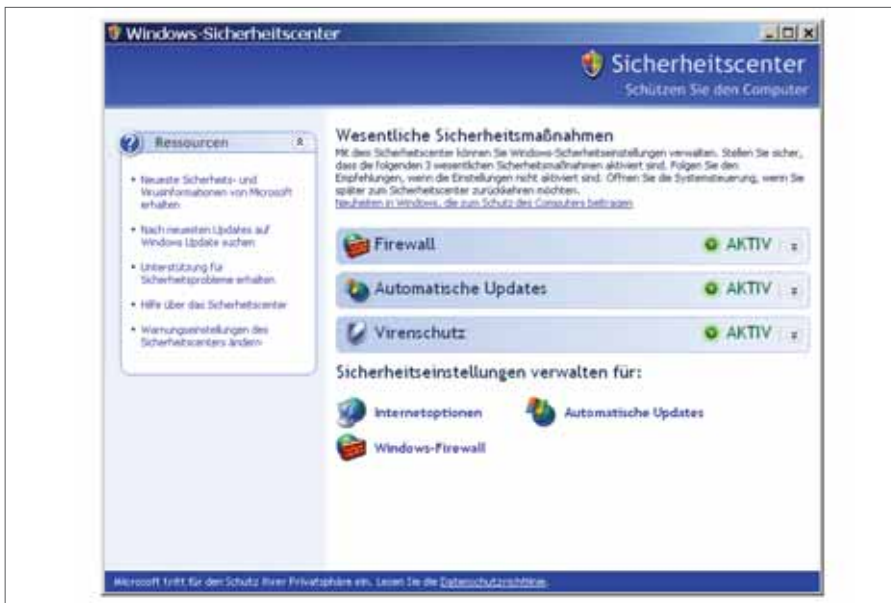 Windows-Sicherheitscenter
Sicherheitscenter
Schützen Sie den Computer
Ressourcen
• Neueste Sicherheits- und
Virusinformationen von Microsoft
erhalten
• Nach neuesten Updates auf
Windows Update suchen
• Unterstützung für
Sicherheitsprobleme erhalten
• Hilfe über das Sicherheitscenter
• Warnungseinstellungen des
Sicherheitscenters ändern
Wesentliche Sicherheitsmaßnahmen
Mit dem Sicherheitscenter können Sie Windows-Sicherheitseinstellungen verwalten. Stellen Sie sicher,
dass die folgenden 3 wesentlichen Sicherheitsmaßnahmen aktiviert sind. Folgen Sie den
Empfehlungen, wenn die Einstellungen nicht aktiviert sind. Öffnen Sie die Systemsteuerung, wenn Sie
später zum Sicherheitscenter zurückkehren möchten.
Neuheiten in Windows, die zum Schutz des Computers beitragen
Firewall AKTIV
Automatische Updates AKTIV
Virenschutz AKTIV
Sicherheitseinstellungen verwalten für:
Internetoptionen Automatische Updates
Windows-Firewall
Microsoft tritt für den Schutz Ihrer Privatsphäre ein. Lesen Sie die Datenschutzrichtlinie.